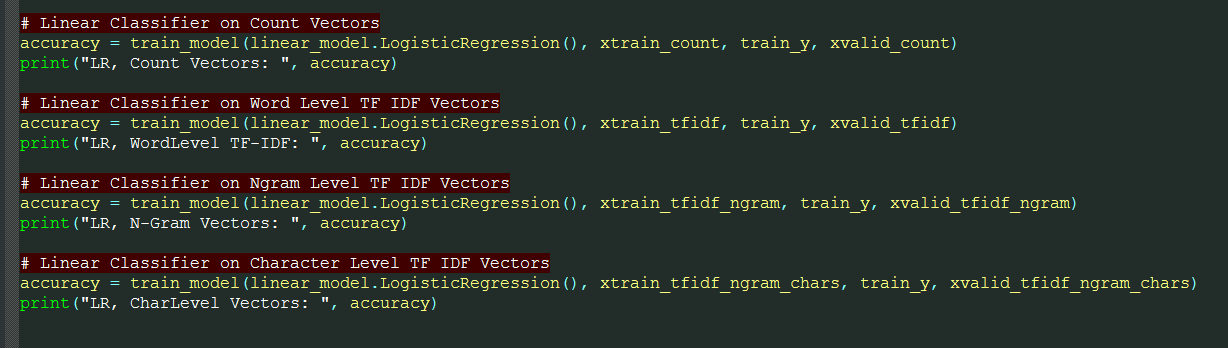 # Linear Classifier on Count Vectors
accuracy = train_model(linear_model.LogisticRegression(), xtrain_count, train_y, xvalid_count)
print("LR, Count Vectors: ", accuracy)
# Linear Classifier on Word Level TF IDF Vectors
accuracy = train_model(linear_model.LogisticRegression(), xtrain_tfidf, train_y, xvalid_tfidf)
print("LR, WordLevel TF-IDF: ", accuracy)
# Linear Classifier on Ngram Level TF IDF Vectors
accuracy = train_model(linear_model.LogisticRegression(), xtrain_tfidf_ngram, train_y, xvalid_tfidf_ngram)
print("LR, N-Gram Vectors: ", accuracy)
# Linear Classifier on Character Level TF IDF Vectors
accuracy = train_model(linear_model.LogisticRegression(), xtrain_tfidf_ngram_chars, train_y, xvalid_tfidf_ngram_chars)
print("LR, CharLevel Vectors: ", accuracy)